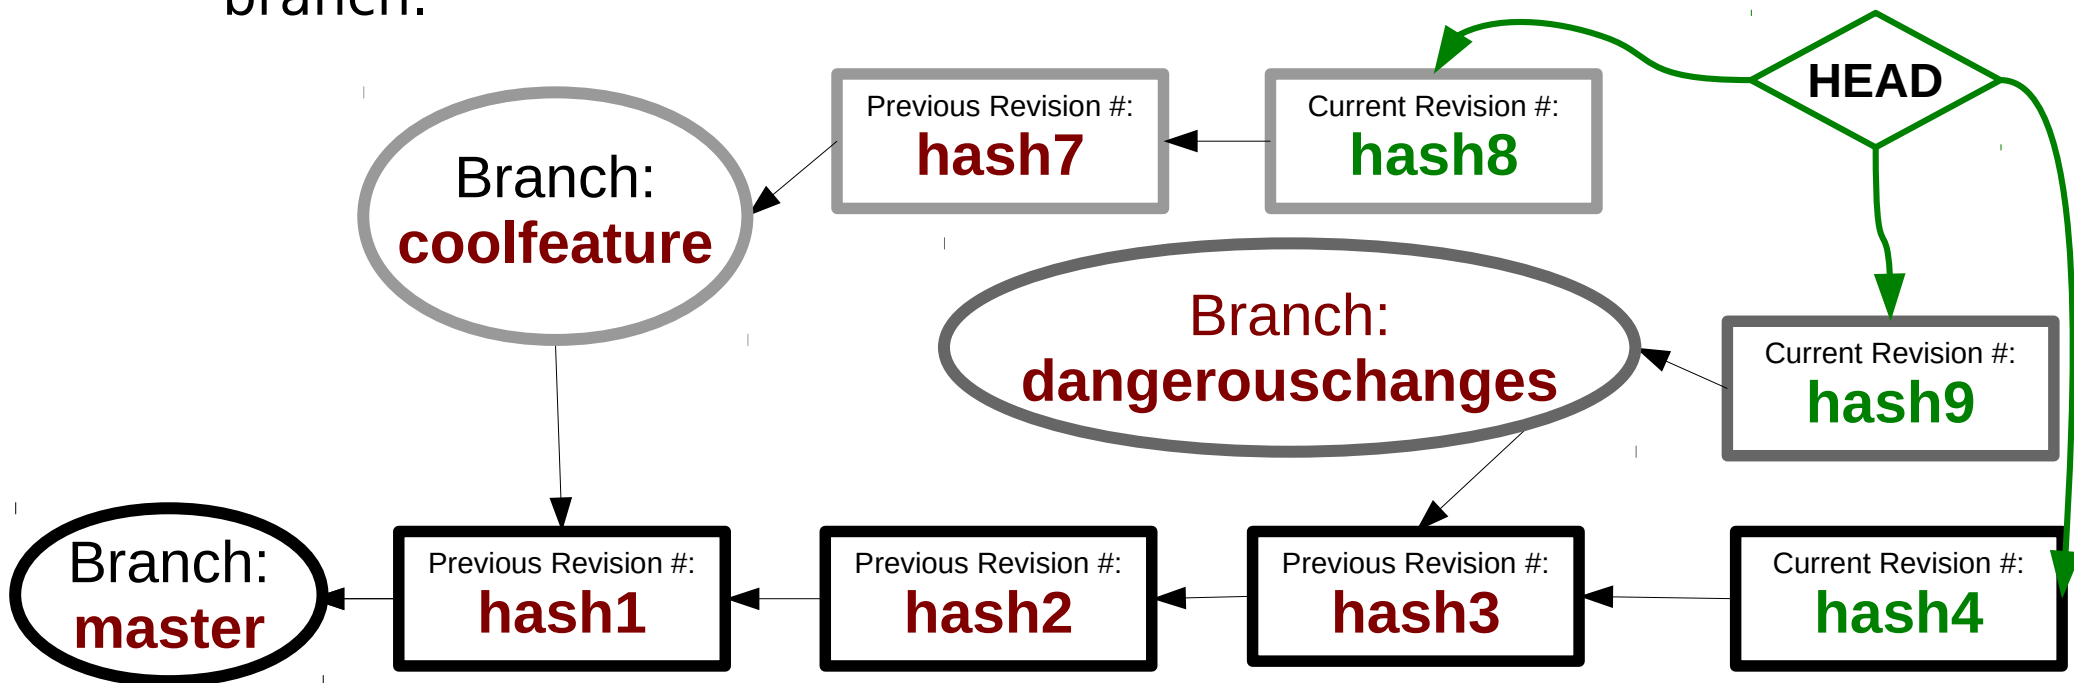 branch.
HEAD
Previous Revision #:
hash7
Current Revision #:
hash8
Branch:
coolfeature
Branch:
dangerouschanges
Current Revision #:
hash9
Branch:
master
Previous Revision #:
hash1
Previous Revision #:
hash2
Previous Revision #:
hash3
Current Revision #:
hash4